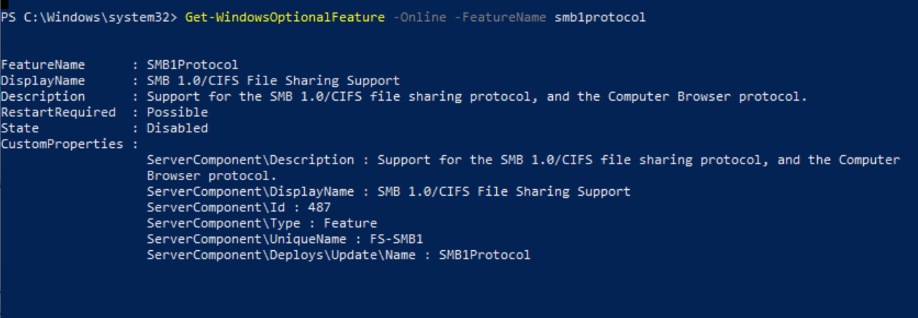 PS C:\Windows\system32> Get-WindowsOptionalFeature -Online -FeatureName smb1protocol
FeatureName      : SMB1Protocol
DisplayName      : SMB 1.0/CIFS File Sharing Support
Description      : Support for the SMB 1.0/CIFS file sharing protocol, and the Computer Browser protocol.
RestartRequired  : Possible
State            : Disabled
CustomProperties :
                   ServerComponent\Description : Support for the SMB 1.0/CIFS file sharing protocol, and the Computer
                   Browser protocol.
                   ServerComponent\DisplayName : SMB 1.0/CIFS File Sharing Support
                   ServerComponent\Id : 487
                   ServerComponent\Type : Feature
                   ServerComponent\UniqueName : FS-SMB1
                   ServerComponent\Deploys\Update\Name : SMB1Protocol